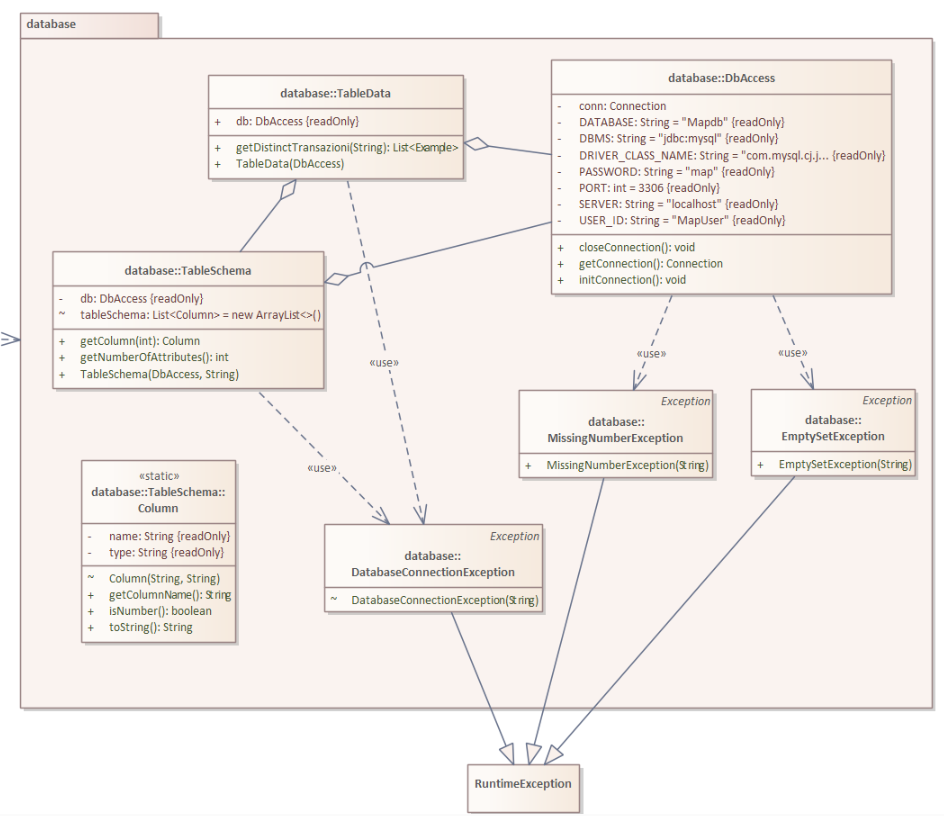 database
database::TableData
+ db: DbAccess {readOnly}
+ getDistinctTransazioni(String): List<Example>
+ TableData(DbAccess)
database::DbAccess
- conn: Connection
- DATABASE: String = "Mapdb" {readOnly}
- DBMS: String = "jdbc:mysql" {readOnly}
- DRIVER_CLASS_NAME: String = "com.mysql.cj.j... {readOnly}
- PASSWORD: String = "map" {readOnly}
- PORT: int = 3306 {readOnly}
- SERVER: String = "localhost" {readOnly}
- USER_ID: String = "MapUser" {readOnly}
+ closeConnection(): void
+ getConnection(): Connection
+ initConnection(): void
database::TableSchema
- db: DbAccess {readOnly}
~ tableSchema: List<Column> = new ArrayList<>()
+ getColumn(int): Column
+ getNumberOfAttributes(): int
+ TableSchema(DbAccess, String)
«use»
«use»
«use»
«use»
Exception
database::
MissingNumberException
+ MissingNumberException(String)
Exception
database::
EmptySetException
+ EmptySetException(String)
«static»
database::TableSchema::
Column
- name: String {readOnly}
- type: String {readOnly}
~ Column(String, String)
+ getColumnName(): String
+ isNumber(): boolean
+ toString(): String
Exception
database::
DatabaseConnectionException
~ DatabaseConnectionException(String)
RuntimeException